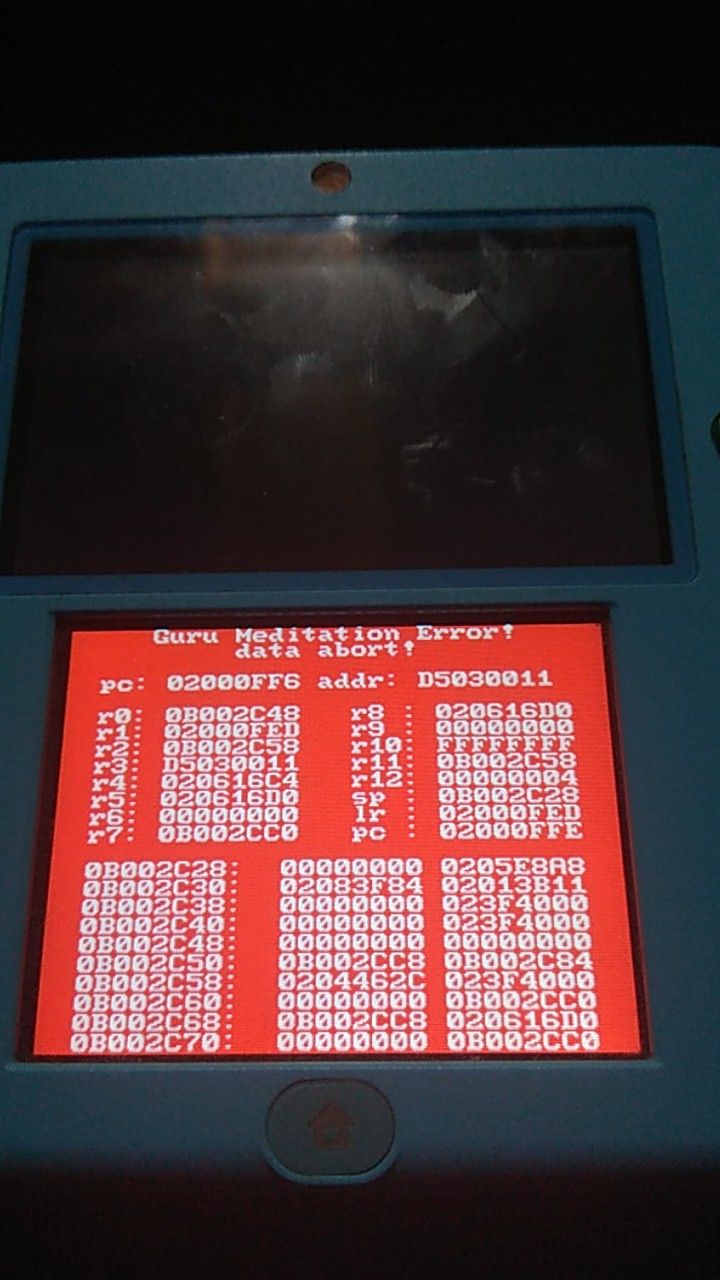 Guru Meditation Error!
data abort!
pc: 02000FF6 addr: D5030011
r0: 0B002C48 r8 : 020616D0
r1: 02000FED r9 : 00000000
r2: 0B002C58 r10: FFFFFFFF
r3: D5030011 r11: 0B002C58
r4: 020616C4 r12: 00000004
r5: 020616D0 sp : 0B002C28
r6: 00000000 lr : 02000FED
r7: 0B002CC0 pc : 02000FFE
0B002C28: 00000000 0205E8A8
0B002C30: 02083F84 02013B11
0B002C38: 00000000 023F4000
0B002C40: 00000000 023F4000
0B002C48: 00000000 00000000
0B002C50: 0B002CC8 0B002C84
0B002C58: 0204462C 023F4000
0B002C60: 00000000 0B002CC0
0B002C68: 0B002CC8 020616D0
0B002C70: 00000000 0B002CC0